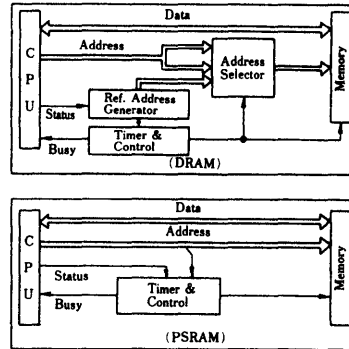 Data
Address
C
P
U
Address
Selector
Memory
Status
Ref. Address
Generator
Busy
Timer &
Control
(DRAM)
Data
Address
C
P
U
Status
Busy
Timer &
Control
Memory
(PSRAM)